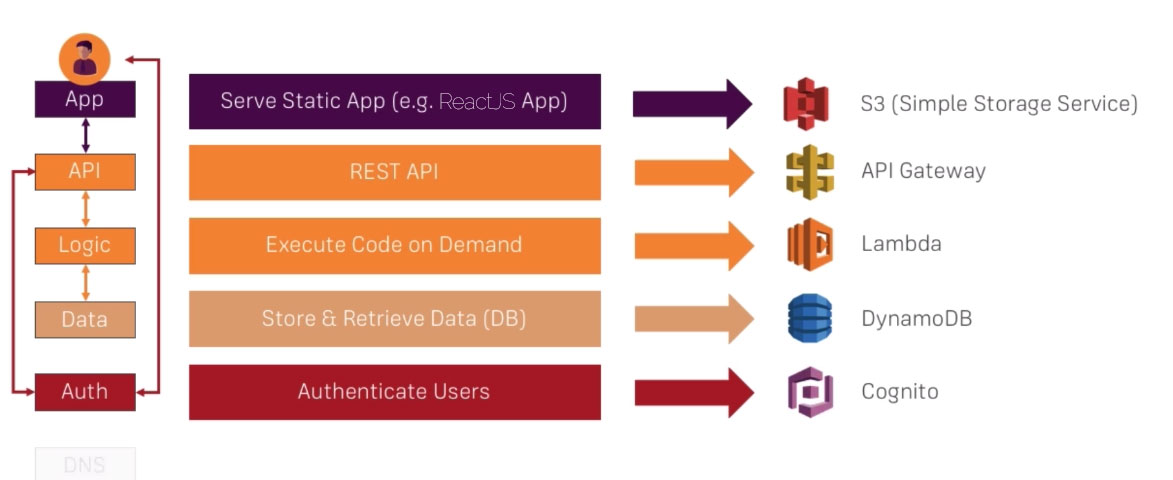 App
Serve Static App (e.g. ReactJS App)
S3 (Simple Storage Service)
API
REST API
API Gateway
Logic
Execute Code on Demand
Lambda
Data
Store & Retrieve Data (DB)
DynamoDB
Auth
Authenticate Users
Cognito
DNS